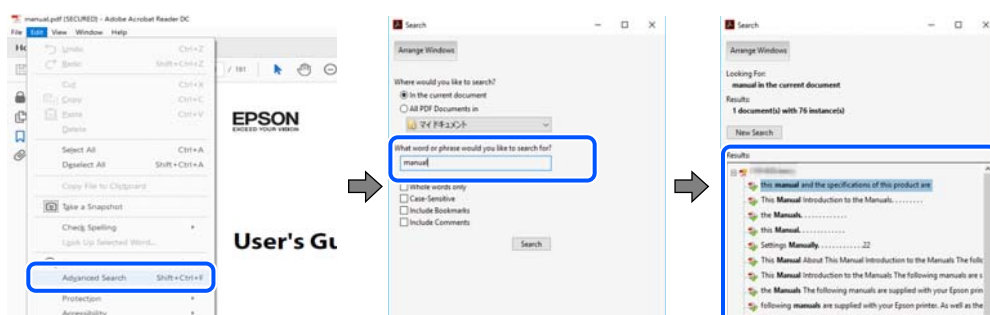 manual.pdf (SECURED) - Adobe Acrobat Reader DC
File Edit View Window Help
Undo Ctrl+Z
Redo Shift+Ctrl+Z
Cut Ctrl+X
Copy Ctrl+C
Paste Ctrl+V
Delete
Select All Ctrl+A
Deselect All Shift+Ctrl+A
Copy File to Clipboard
Take a Snapshot
Check Spelling
Look Up Selected Word...
Advanced Search Shift+Ctrl+F
Protection
Accessibility
/ 191
EPSON
EXCEED YOUR VISION
User's Gu
Search
Arrange Windows
Where would you like to search?
In the current document
All PDF Documents in
マイドキュメント
What word or phrase would you like to search for?
manual
Whole words only
Case-Sensitive
Include Bookmarks
Include Comments
Search
Search
Arrange Windows
Looking For:
manual in the current document
Results:
1 document(s) with 76 instance(s)
New Search
Results:
this manual and the specifications of this product are
This Manual Introduction to the Manuals. . . . . . . . .
the Manuals. . . . . . . . . . . . .
this Manual. . . . . . . . . . . . .
Settings Manually. . . . . . . . . . . . .22
This Manual About This Manual Introduction to the Manuals The follo
This Manual Introduction to the Manuals The following manuals are s
the Manuals The following manuals are supplied with your Epson prin
following manuals are supplied with your Epson printer. As well as the